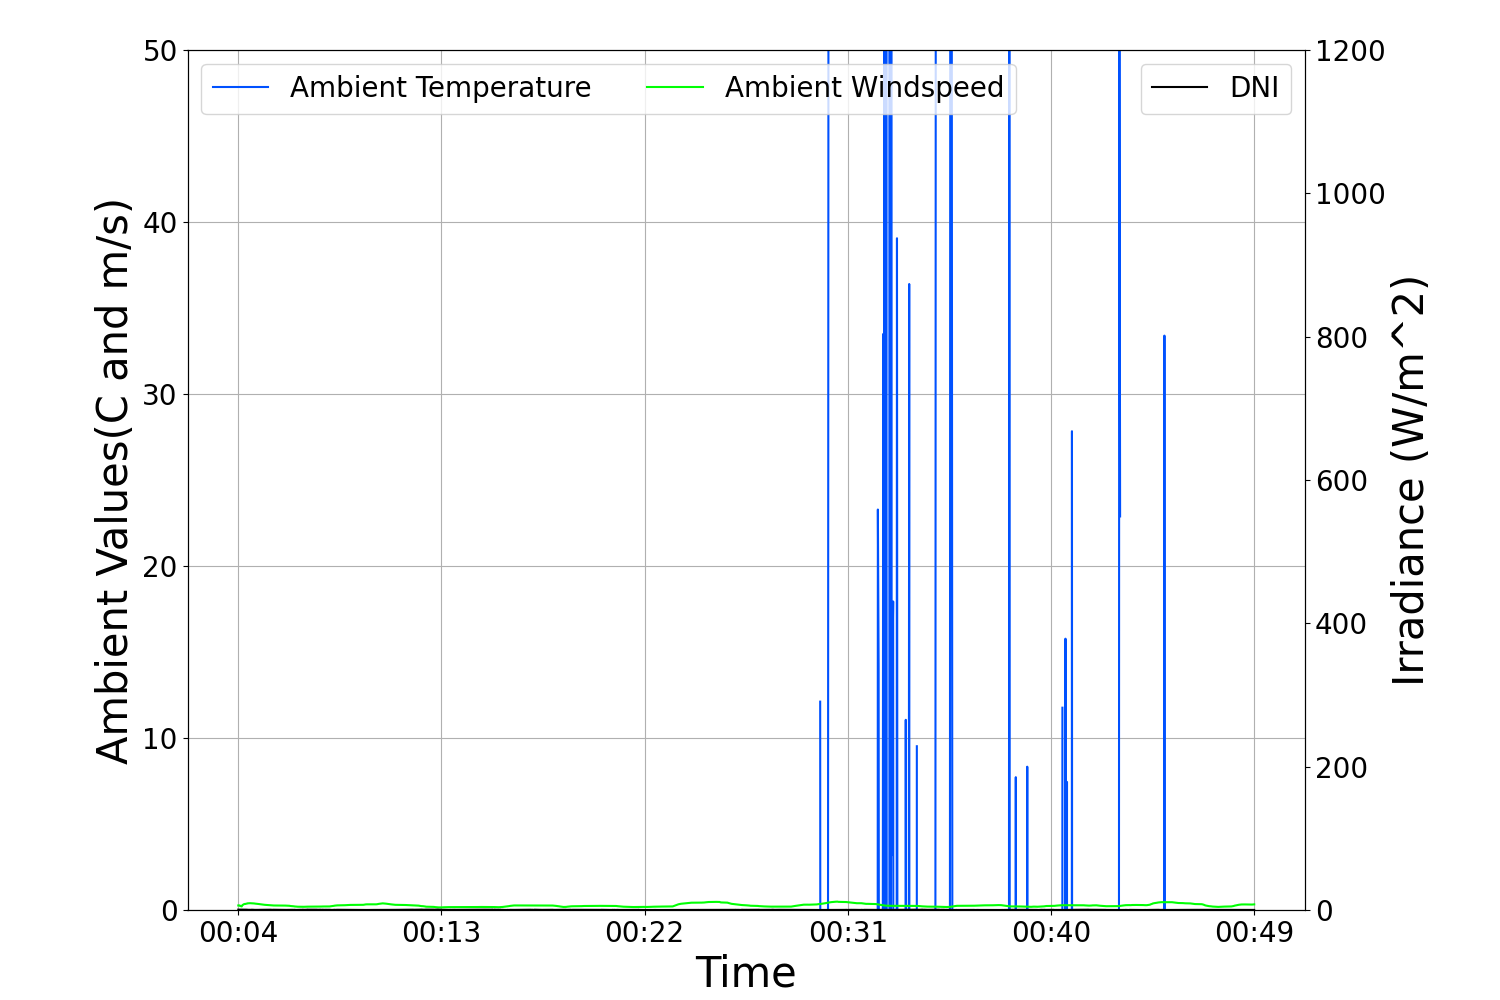 Ambient Temperature
Ambient Windspeed
DNI
Ambient Values(C and m/s)
50
40
30
20
10
0
1200
1000
800
600
400
200
0
Irradiance (W/m^2)
00:04 00:13 00:22 00:31 00:40 00:49
Time